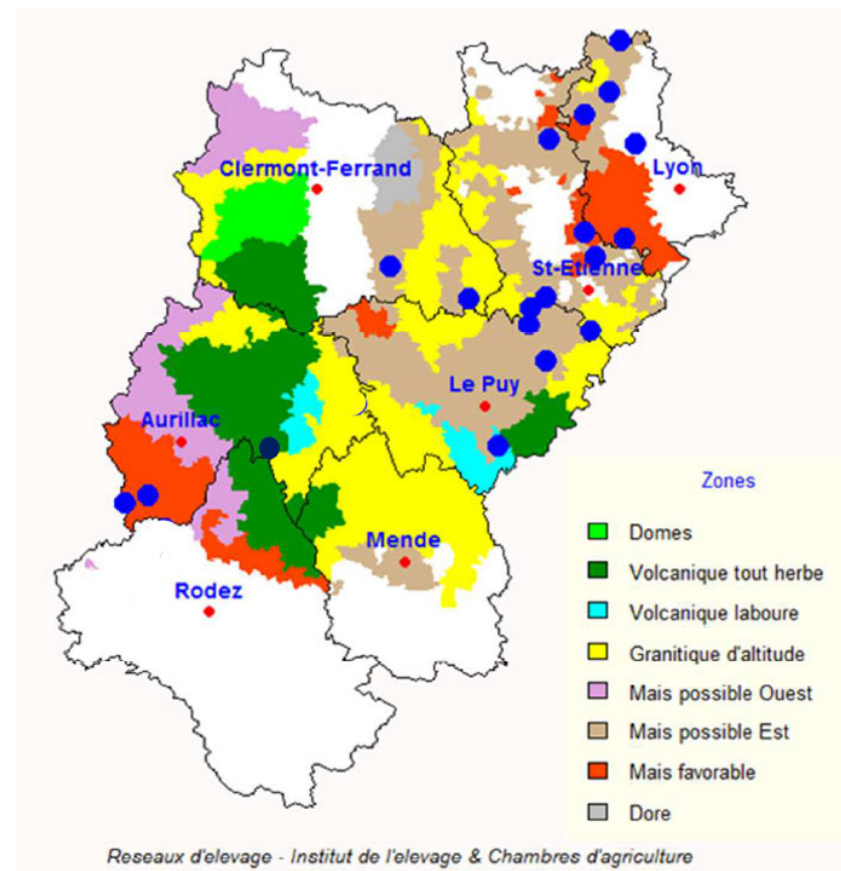 Clermont-Ferrand
Lyon
St-Etienne
Le Puy
Aurillac
Mende
Rodez
Zones
Domes
Volcanique tout herbe
Volcanique laboure
Granitique d'altitude
Mais possible Ouest
Mais possible Est
Mais favorable
Dore
Reseaux d'elevage - Institut de l'elevage & Chambres d'agriculture